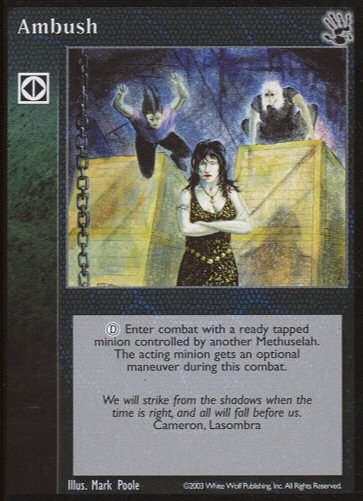 Ambush
D Enter combat with a ready tapped
minion controlled by another Methuselah.
The acting minion gets an optional
maneuver during this combat.
We will strike from the shadows when the
time is right, and all will fall before us.
Cameron, Lasombra
Illus. Mark Poole
©2003 White Wolf Publishing, Inc. All Rights Reserved.